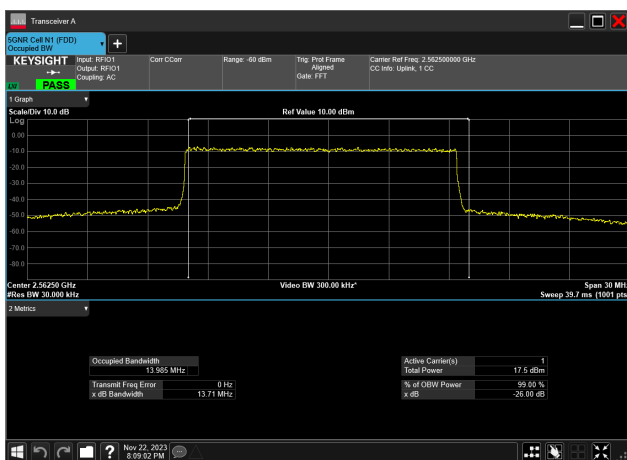 Transceiver A
5GNR Cell N1 (FDD)
Occupied BW
KEYSIGHT
Input: RFIO1
Output: RFIO1
Coupling: AC
Corr CCorr
Range: -60 dBm
Trig: Prot Frame
Aligned
Gate: FFT
Carrier Ref Freq: 2.562500000 GHz
CC Info: Uplink, 1 CC
LXI
PASS
1 Graph
Scale/Div 10.0 dB
Ref Value 10.00 dBm
Log
0.00
-10.0
-20.0
-30.0
-40.0
-50.0
-60.0
-70.0
-80.0
Center 2.56250 GHz
Video BW 300.00 kHz*
Span 30 MHz
#Res BW 30.000 kHz
Sweep 39.7 ms (1001 pts
2 Metrics
Occupied Bandwidth
13.985 MHz
Transmit Freq Error 0 Hz
x dB Bandwidth 13.71 MHz
Active Carrier(s) 1
Total Power 17.5 dBm
% of OBW Power 99.00 %
x dB -26.00 dB
Nov 22, 2023
8:09:02 PM